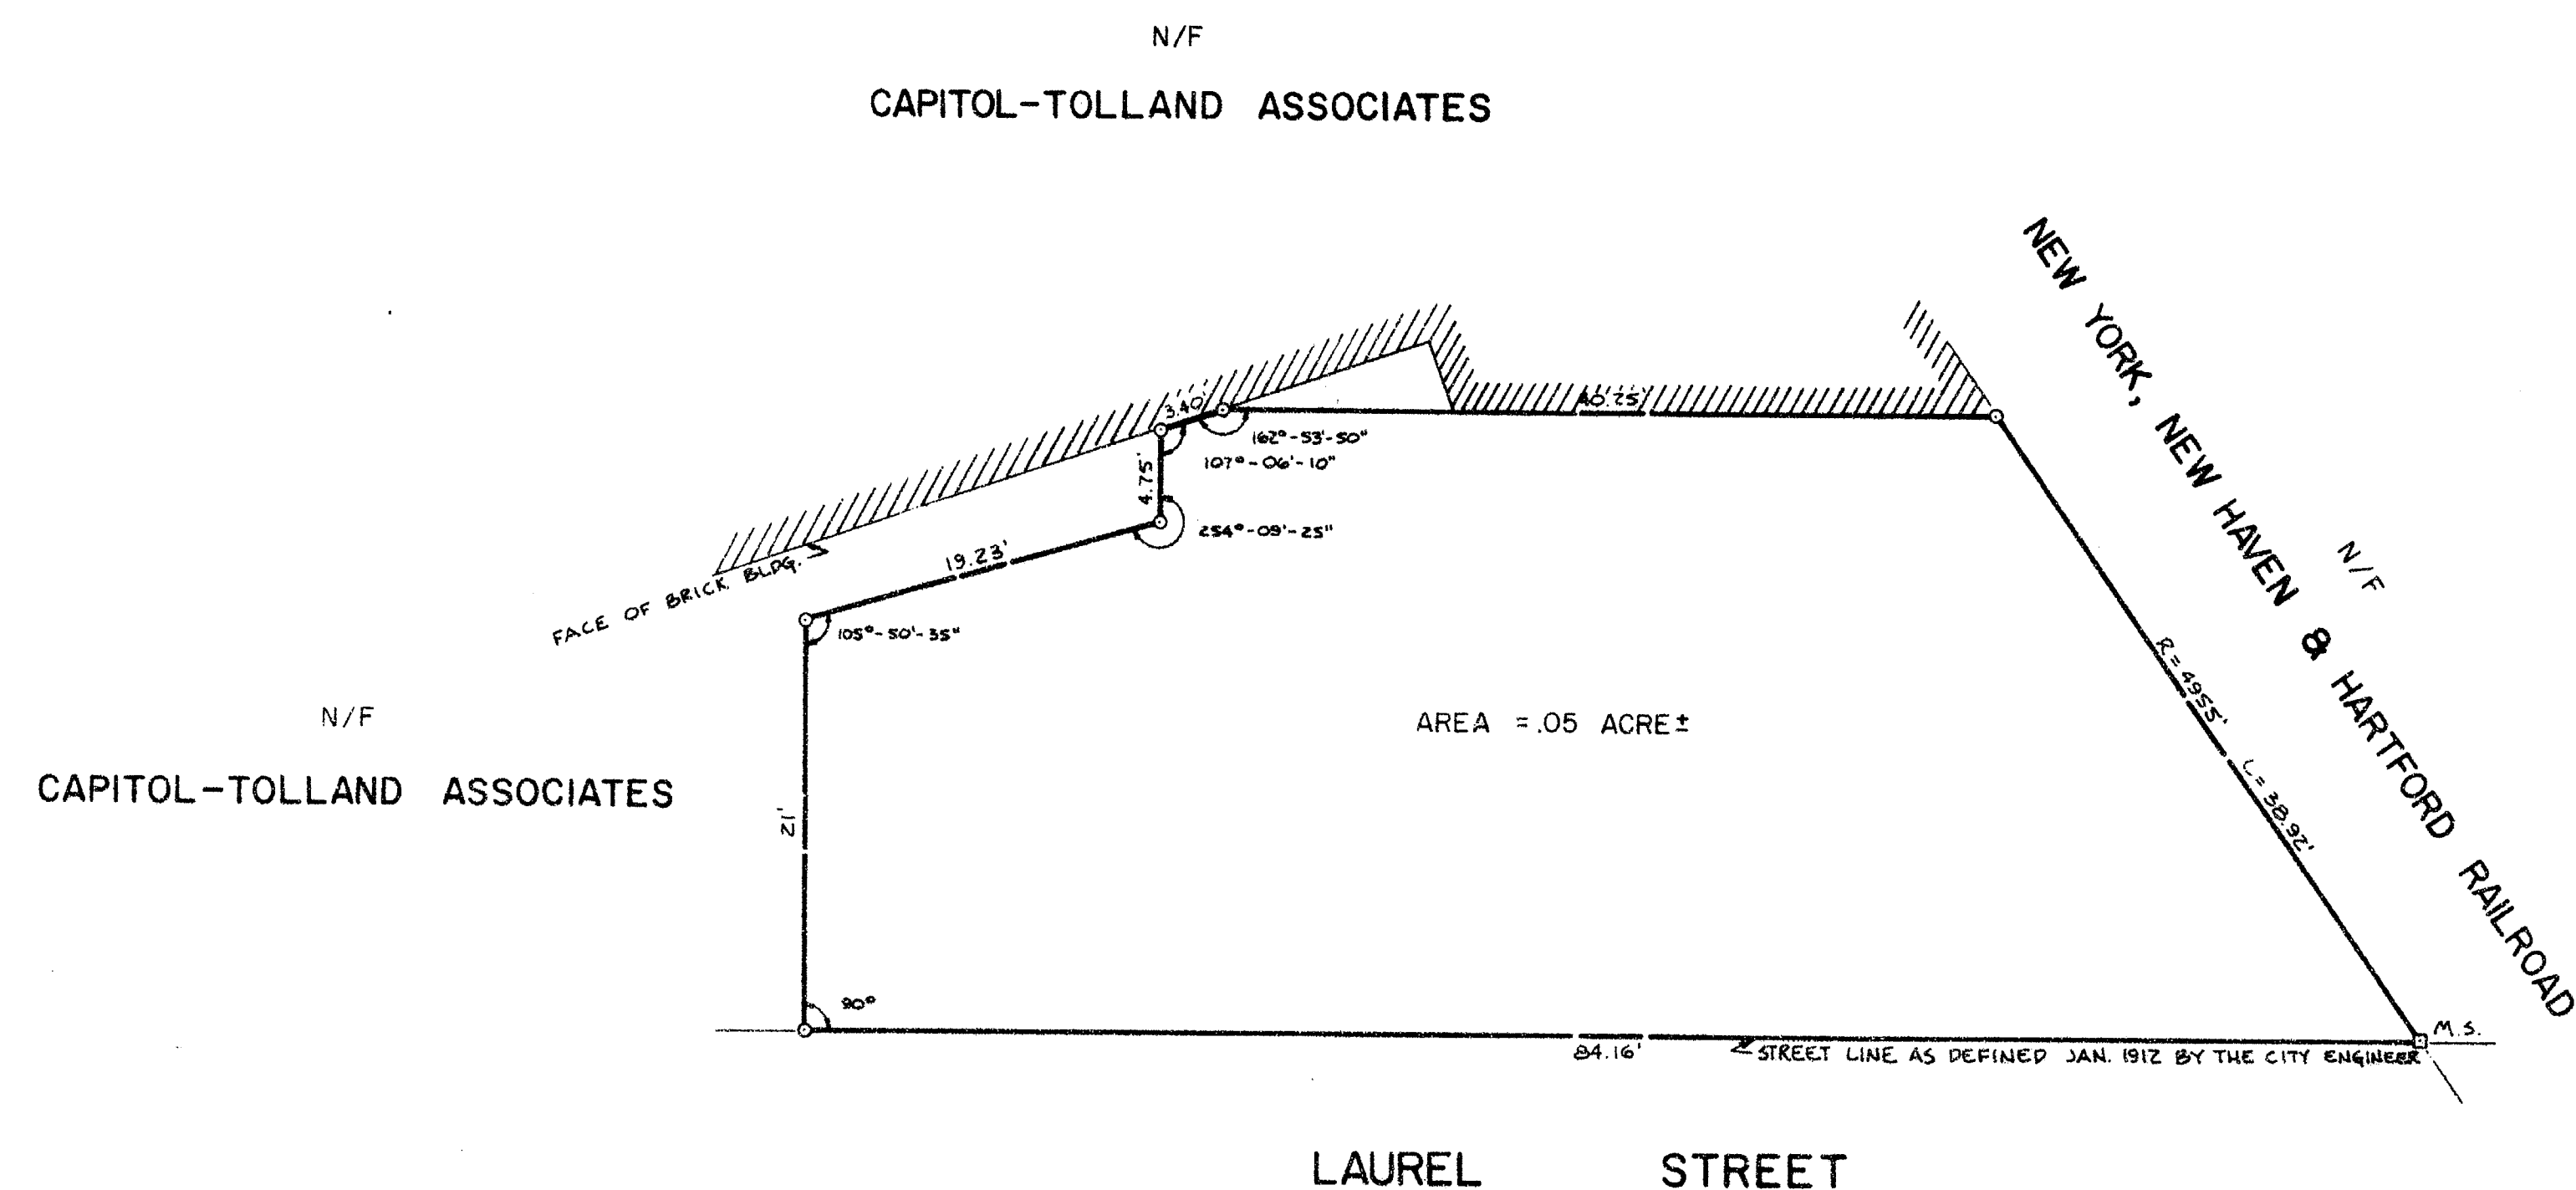 N/F
CAPITOL-TOLLAND ASSOCIATES
NEW YORK, NEW HAVEN & HARTFORD RAILROAD
N/F
3.40'
40.25'
162°-53'-50"
107°-06'-10"
4.75'
254°-09'-25"
19.23'
FACE OF BRICK BLDG.
105°-50'-35"
R=4955'
L=38.92'
N/F
CAPITOL-TOLLAND ASSOCIATES
AREA =.05 ACRE±
21'
90°
M.S.
84.16'
STREET LINE AS DEFINED JAN. 1912 BY THE CITY ENGINEER
LAUREL STREET